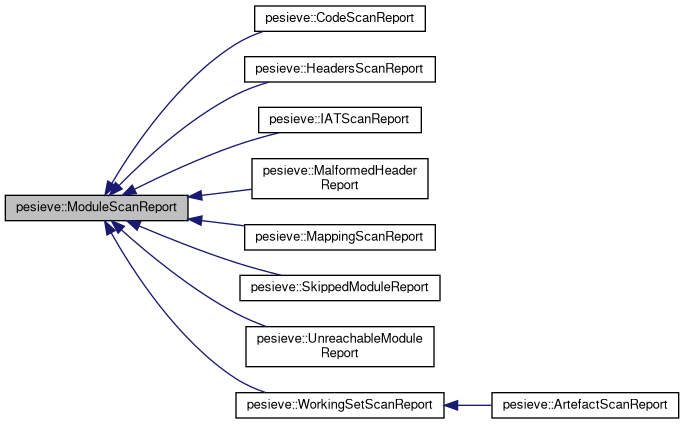 pesieve::CodeScanReport
pesieve::HeadersScanReport
pesieve::IATScanReport
pesieve::MalformedHeader
Report
pesieve::ModuleScanReport
pesieve::MappingScanReport
pesieve::SkippedModuleReport
pesieve::UnreachableModule
Report
pesieve::WorkingSetScanReport
pesieve::ArtefactScanReport